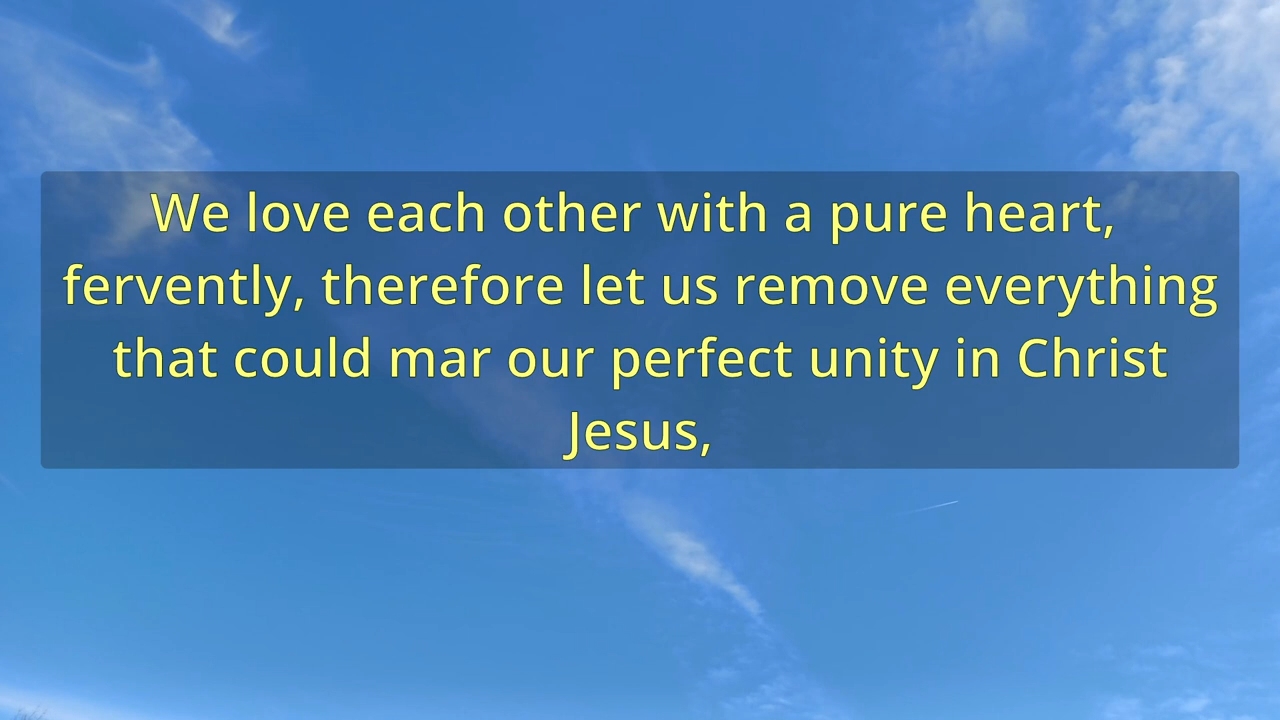 We love each other with a pure heart,
fervently, therefore let us remove everything
that could mar our perfect unity in Christ
Jesus,